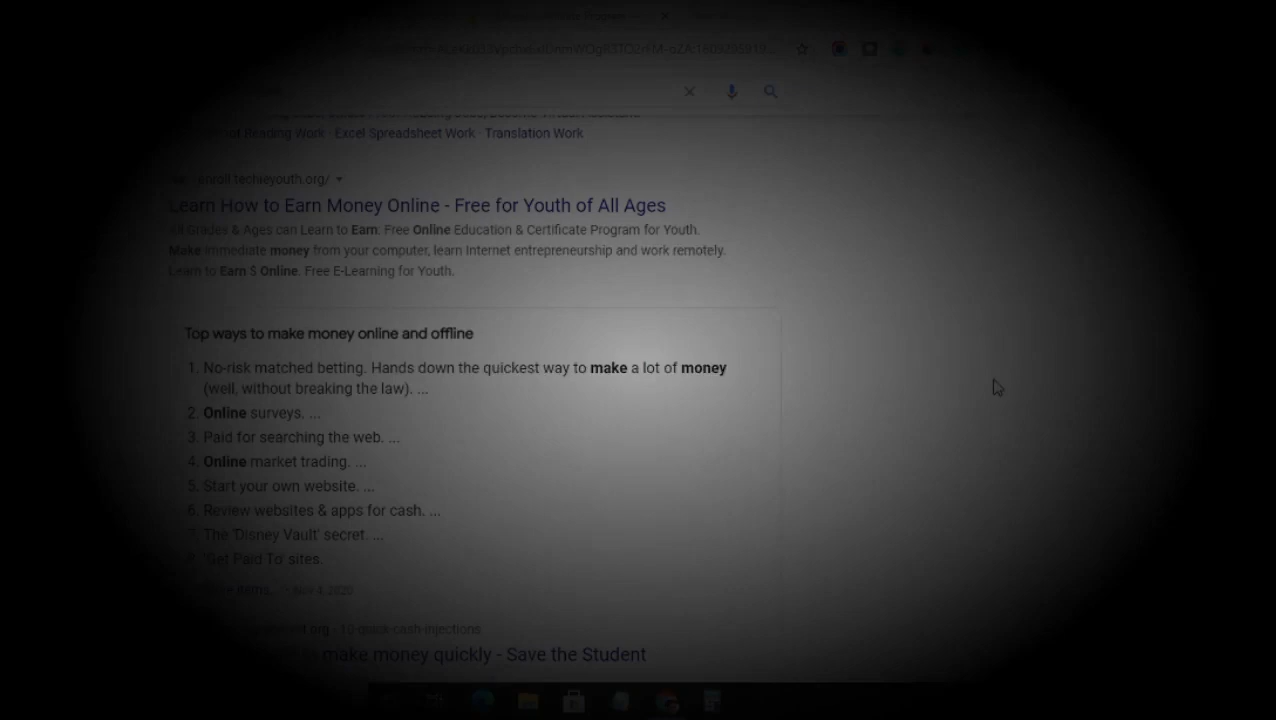 Reading Work · Excel Spreadsheet Work · Translation Work
enroll.techieyouth.org/
Learn How to Earn Money Online - Free for Youth of All Ages
All Grades & Ages can Learn to Earn. Free Online Education & Certificate Program for Youth.
Make immediate money from your computer, learn Internet entrepreneurship and work remotely.
Learn to Earn $ Online. Free E-Learning for Youth.
Top ways to make money online and offline
1. No-risk matched betting. Hands down the quickest way to make a lot of money
(well, without breaking the law). ...
2. Online surveys. ...
3. Paid for searching the web. ...
4. Online market trading. ...
5. Start your own website. ...
6. Review websites & apps for cash. ...
7. The 'Disney Vault' secret. ...
'Get Paid To' sites.
items... Nov 4, 2020
10-quick-cash-injections
make money quickly - Save the Student